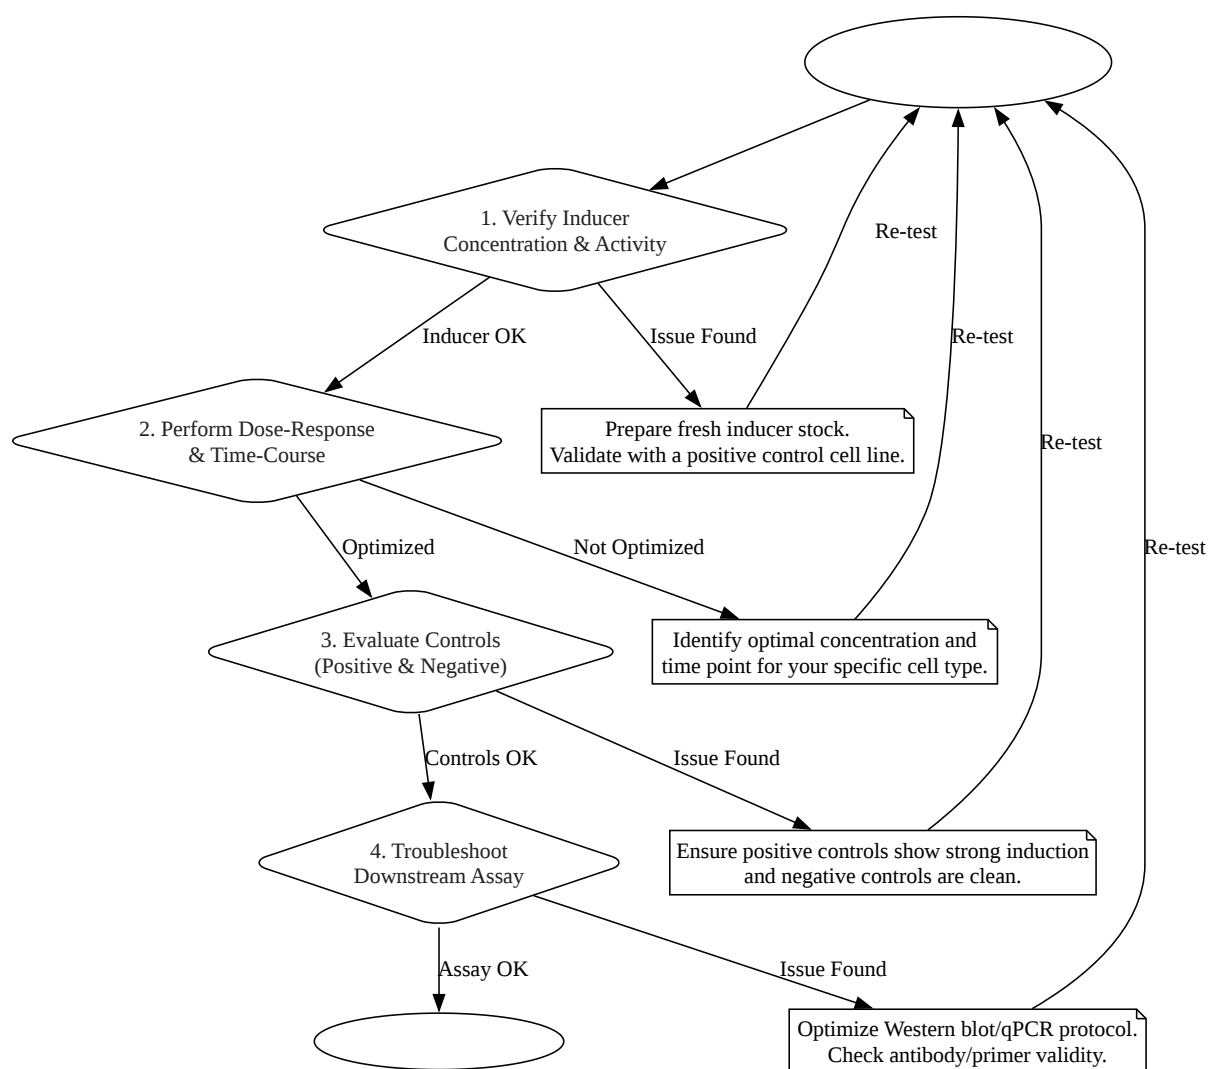 1. Verify Inducer
Concentration & Activity
Re-test
Inducer OK
Issue Found
Re-test
2. Perform Dose-Response
& Time-Course
Prepare fresh inducer stock.
Validate with a positive control cell line.
Re-test
Optimized
Not Optimized
Re-test
3. Evaluate Controls
(Positive & Negative)
Identify optimal concentration and
time point for your specific cell type.
Controls OK
Issue Found
4. Troubleshoot
Downstream Assay
Ensure positive controls show strong induction
and negative controls are clean.
Assay OK
Issue Found
Optimize Western blot/qPCR protocol.
Check antibody/primer validity.